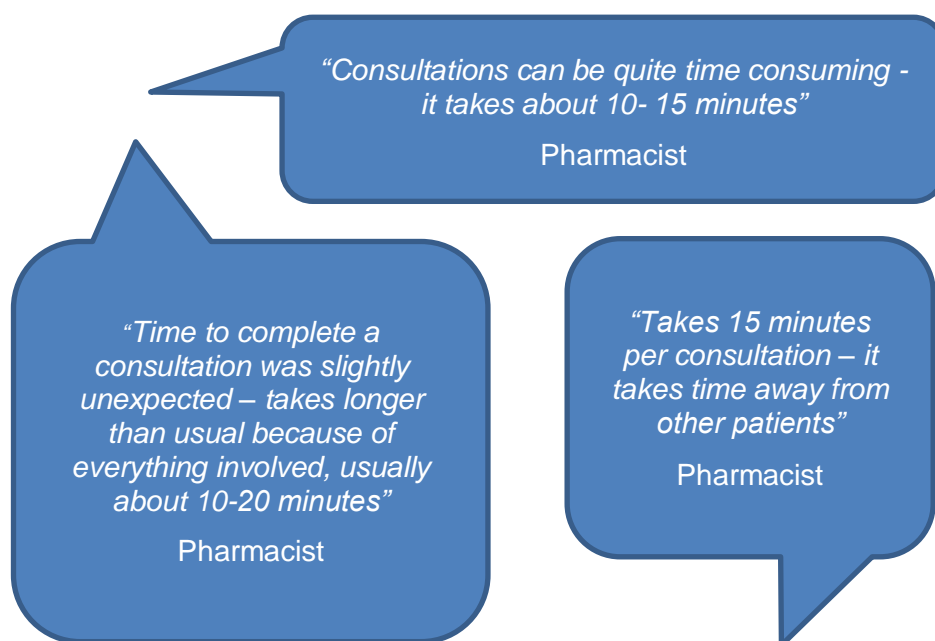 “Consultations can be quite time consuming -
it takes about 10- 15 minutes”
Pharmacist
“Time to complete a
consultation was slightly
unexpected – takes longer
than usual because of
everything involved, usually
about 10-20 minutes”
Pharmacist
“Takes 15 minutes
per consultation – it
takes time away from
other patients”
Pharmacist